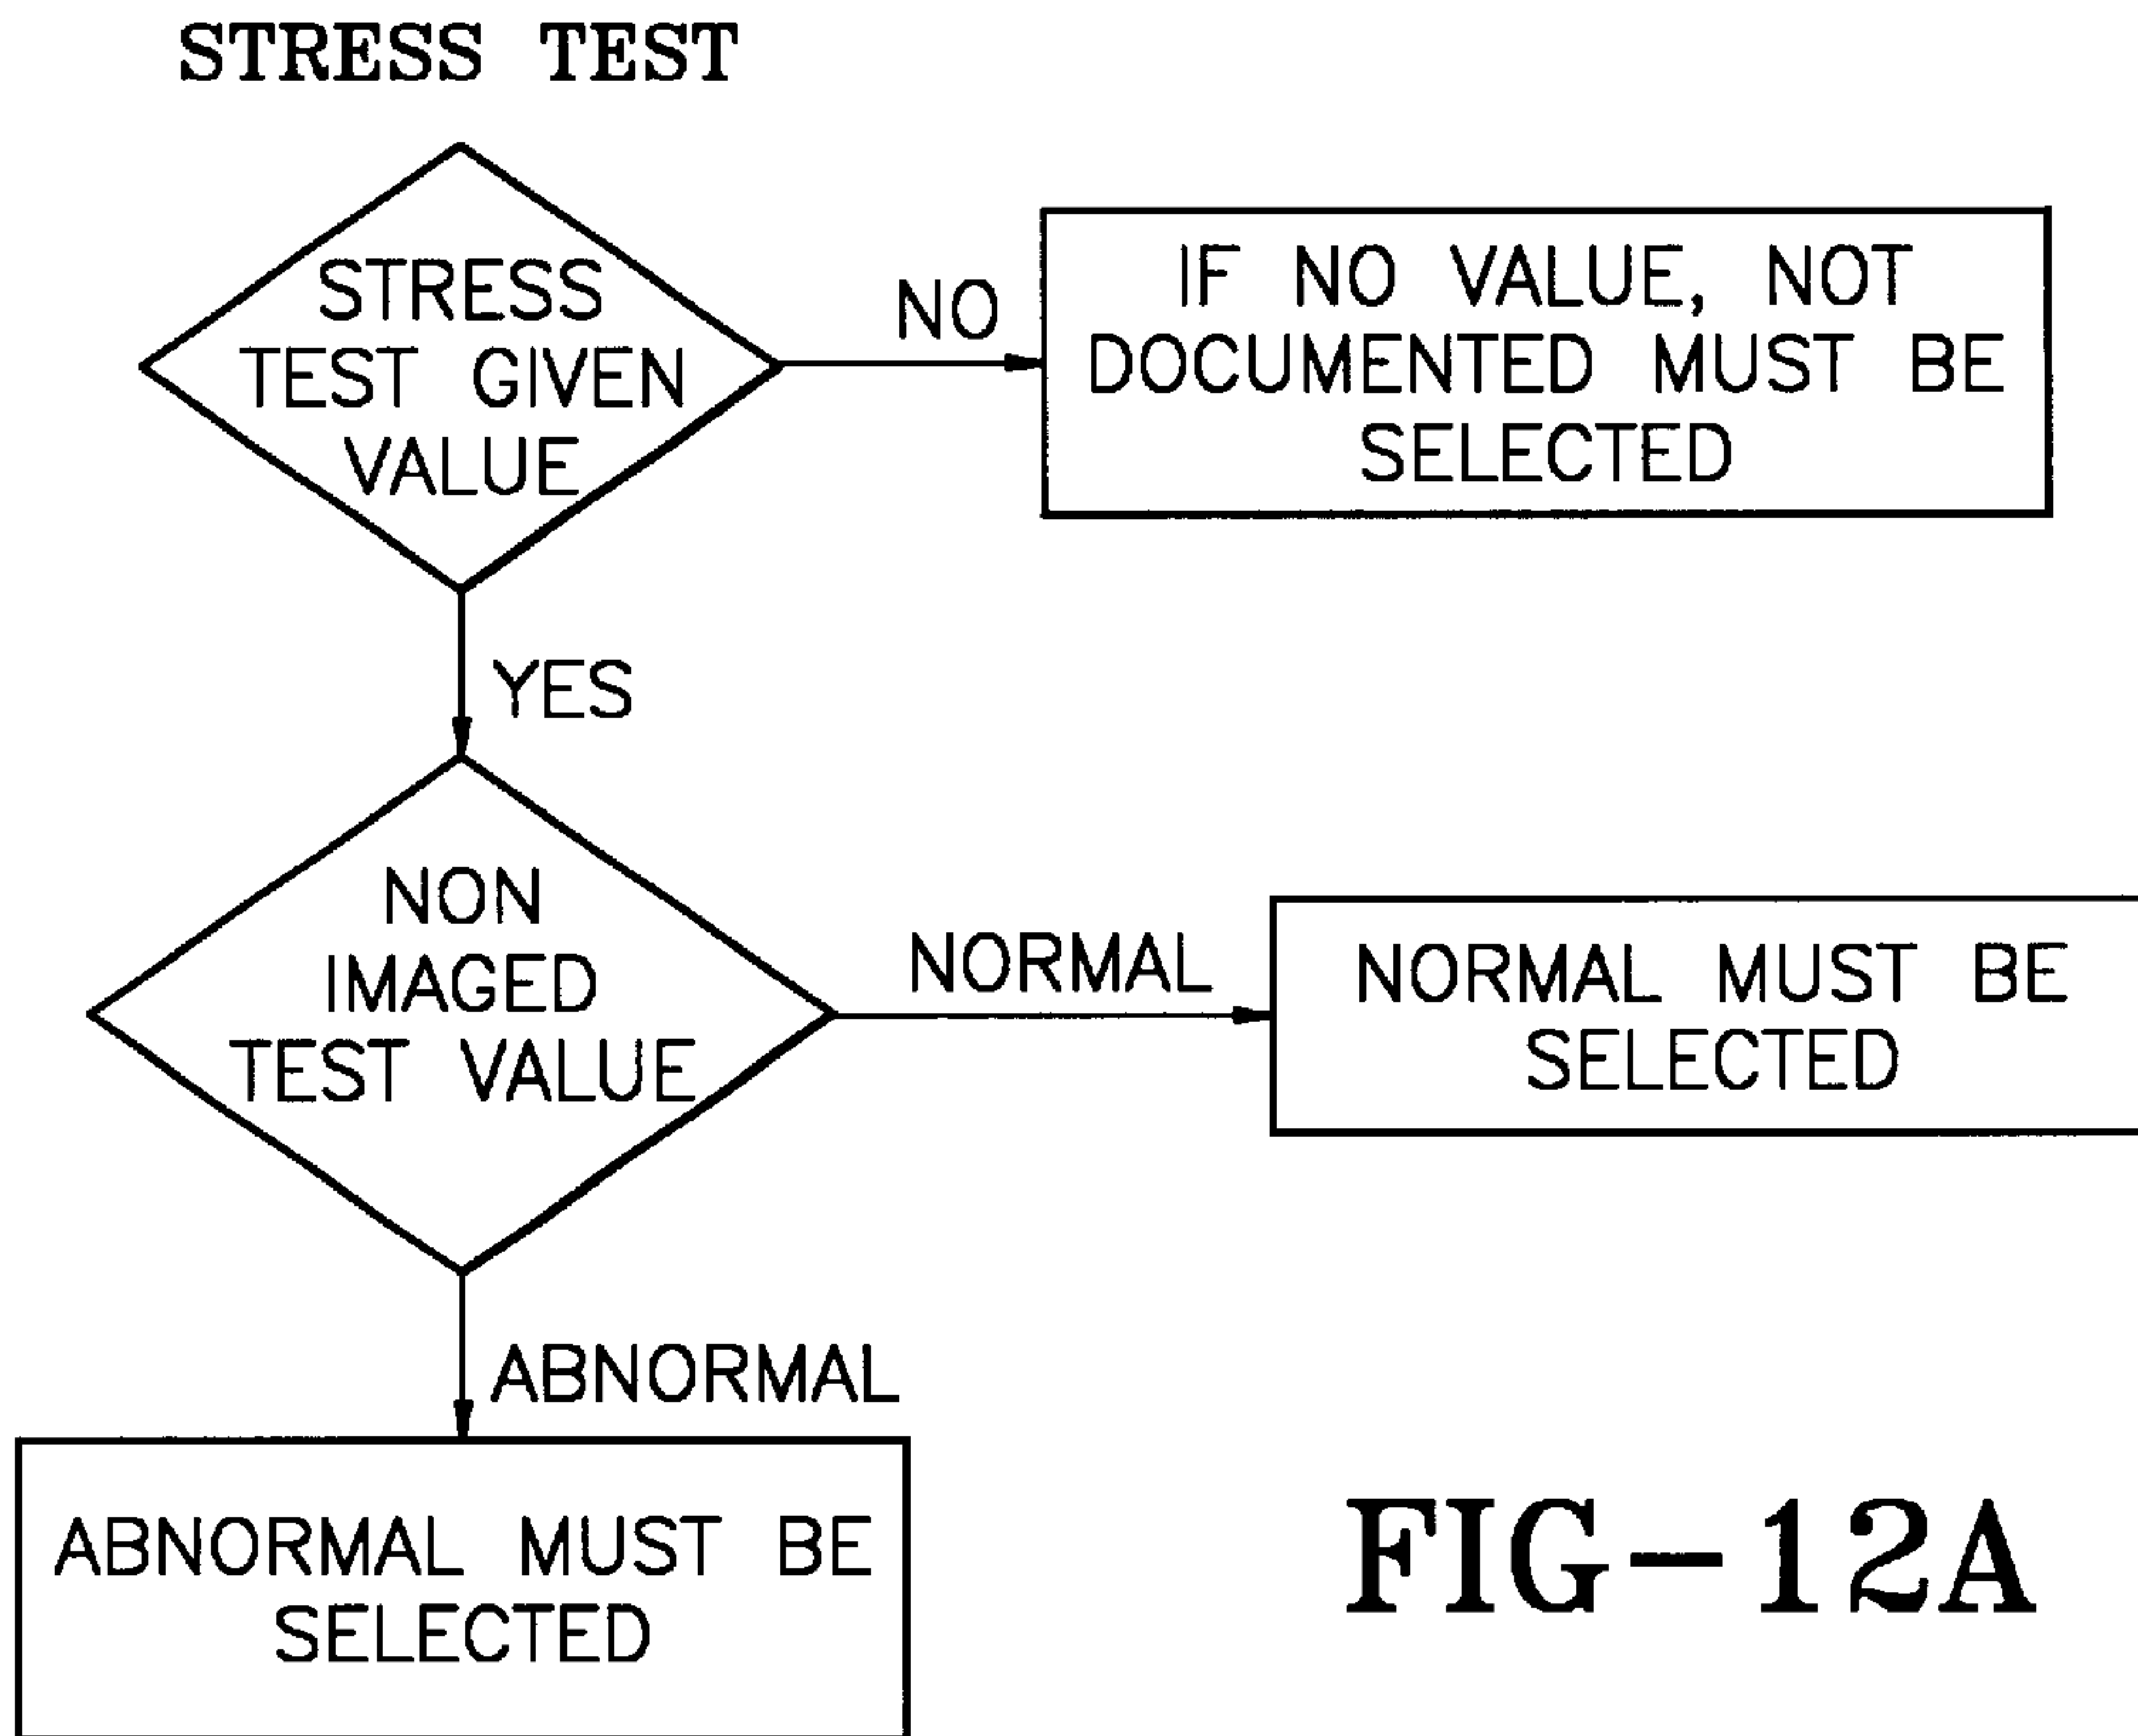 STRESS TEST
STRESS
TEST GIVEN
VALUE
NO
IF NO VALUE, NOT
DOCUMENTED MUST BE
SELECTED
YES
NON
IMAGED
TEST VALUE
NORMAL
NORMAL MUST BE
SELECTED
ABNORMAL
ABNORMAL MUST BE
SELECTED
FIG-12A